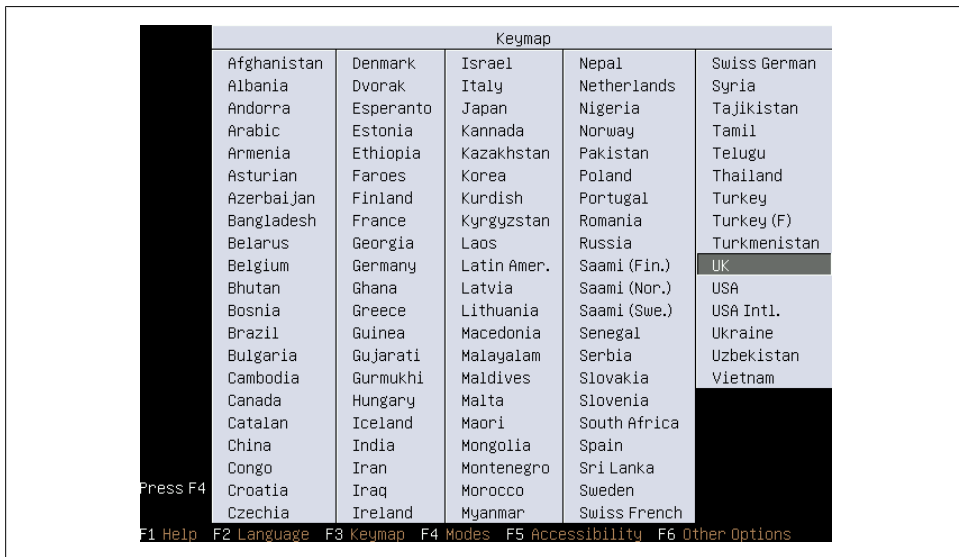 Keymap
Afghanistan Denmark Israel Nepal Swiss German
Albania Dvorak Italy Netherlands Syria
Andorra Esperanto Japan Nigeria Tajikistan
Arabic Estonia Kannada Norway Tamil
Armenia Ethiopia Kazakhstan Pakistan Telugu
Asturian Faroes Korea Poland Thailand
Azerbaijan Finland Kurdish Portugal Turkey
Bangladesh France Kyrgyzstan Romania Turkey (F)
Belarus Georgia Laos Russia Turkmenistan
Belgium Germany Latin Amer. Saami (Fin.) UK
Bhutan Ghana Latvia Saami (Nor.) USA
Bosnia Greece Lithuania Saami (Swe.) USA Intl.
Brazil Guinea Macedonia Senegal Ukraine
Bulgaria Gujarati Malayalam Serbia Uzbekistan
Cambodia Gurmukhi Maldives Slovakia Vietnam
Canada Hungary Malta Slovenia
Catalan Iceland Maori South Africa
China India Mongolia Spain
Congo Iran Montenegro Sri Lanka
Press F4 Croatia Iraq Morocco Sweden
Czechia Ireland Myanmar Swiss French
F1 Help F2 Language F3 Keymap F4 Modes F5 Accessibility F6 Other Options